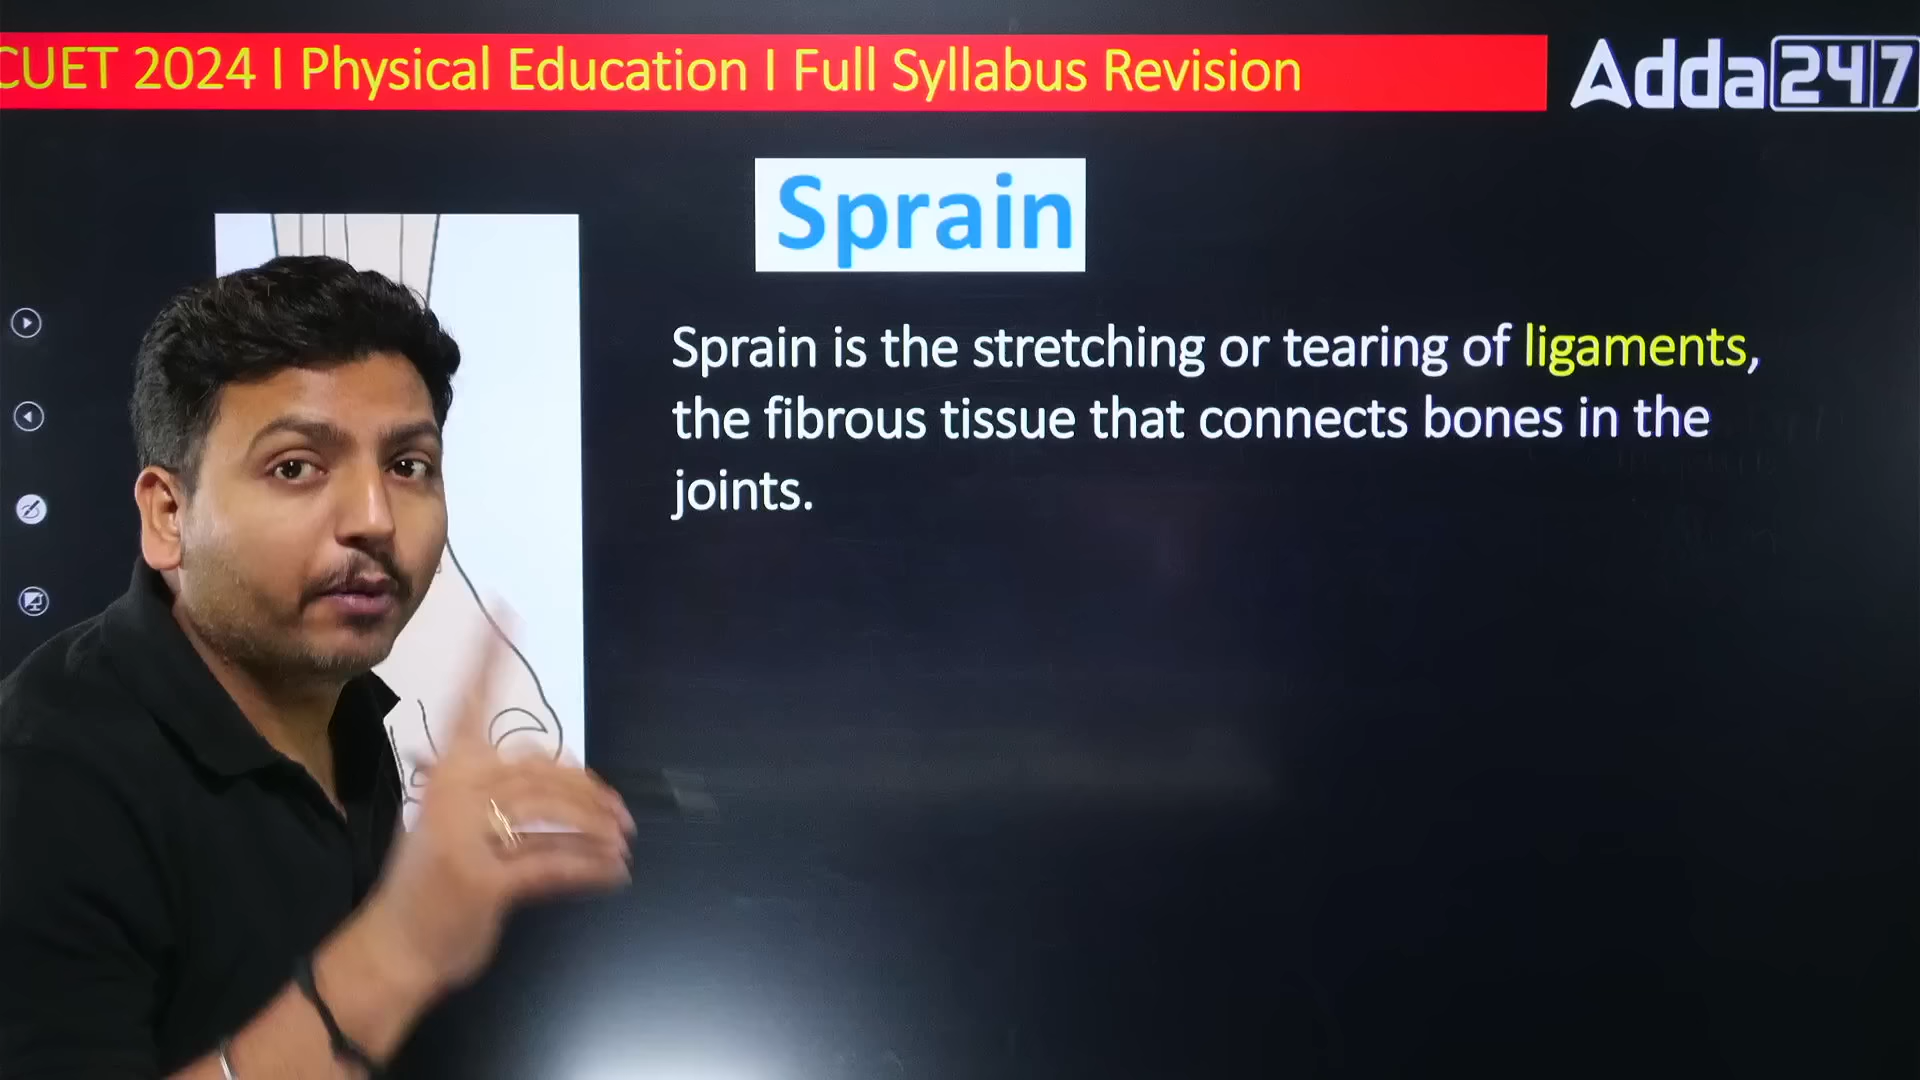 CUET 2024 I Physical Education I Full Syllabus Revision
Adda247
Sprain
Sprain is the stretching or tearing of ligaments,
the fibrous tissue that connects bones in the
joints.